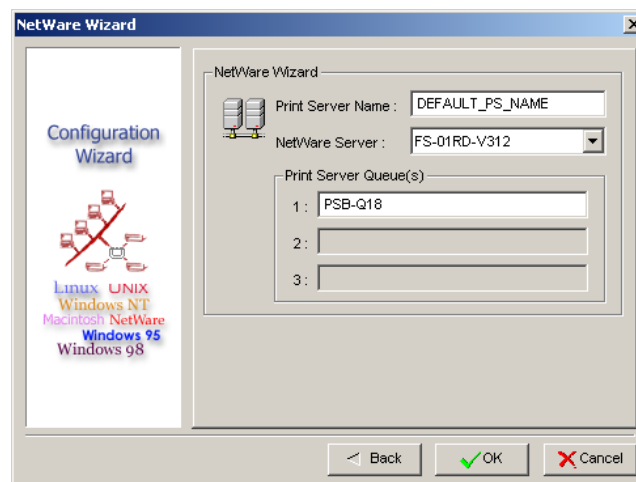 NetWare Wizard
Configuration
Wizard
Linux UNIX
Windows NT
Macintosh NetWare
Windows 95
Windows 98
NetWare Wizard
Print Server Name : DEFAULT_PS_NAME
NetWare Server : FS-01RD-V312
Print Server Queue(s)
1 : PSB-Q18
2 :
3 :
Back OK Cancel